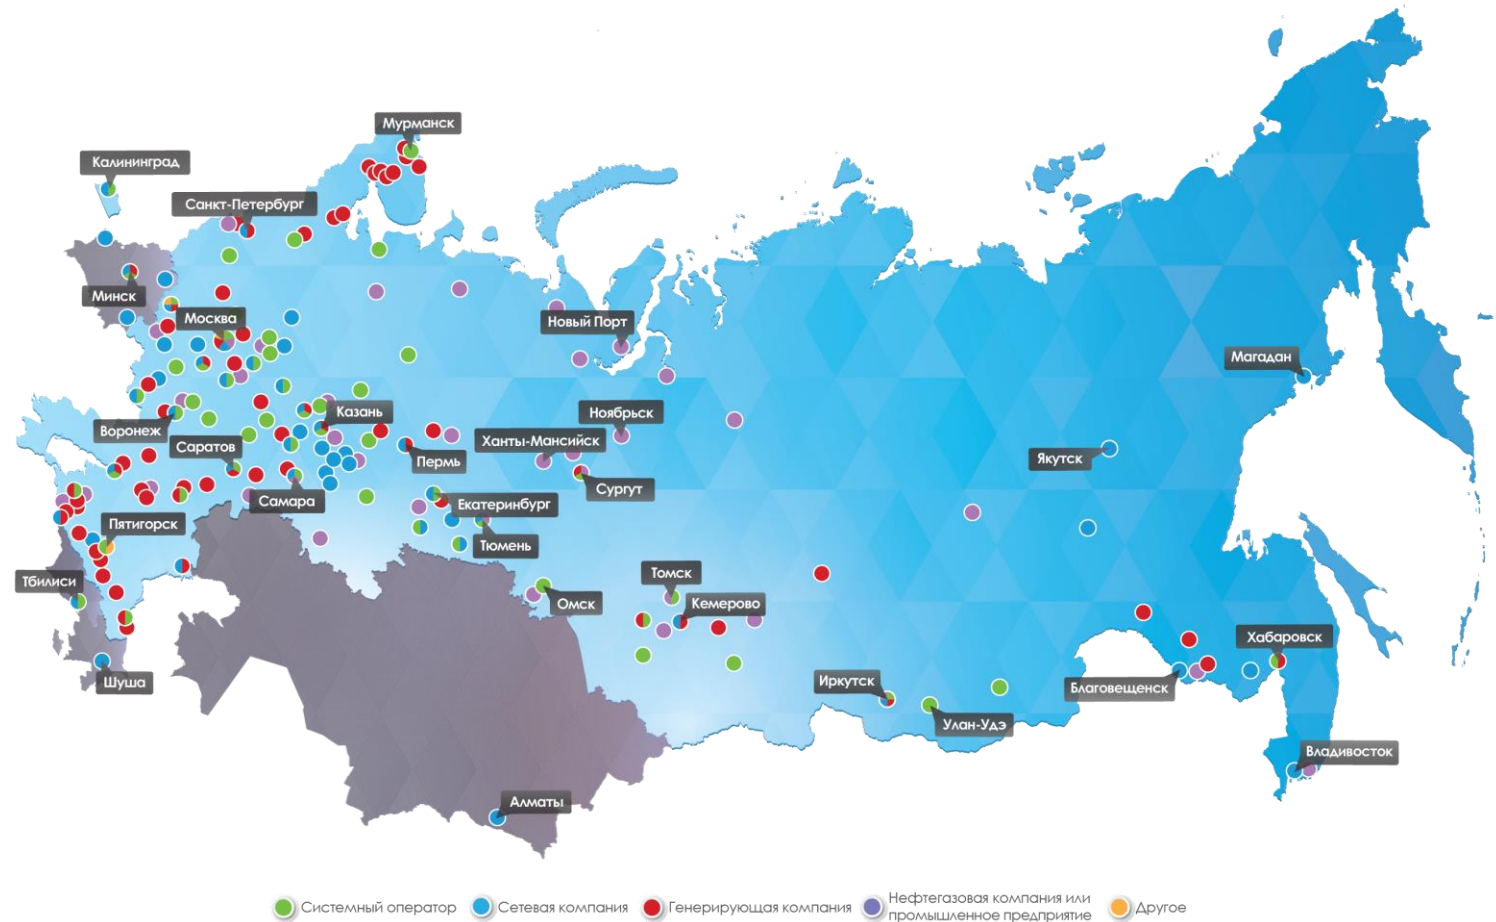 Мурманск
Калининград
Санкт-Петербург
Минск
Москва
Новый Порт
Магадан
Ноябрьск
Казань
Воронеж
Ханты-Мансийск
Саратов
Пермь
Якутск
Сургут
Самара
Екатеринбург
Пятигорск
Тюмень
Томск
Тбилиси
Омск
Кемерово
Хабаровск
Шуша
Иркутск
Благовещенск
Улан-Удэ
Владивосток
Алматы
Системный оператор
Сетевая компания
Генерирующая компания
Нефтегазовая компания или
промышленное предприятие
Другое